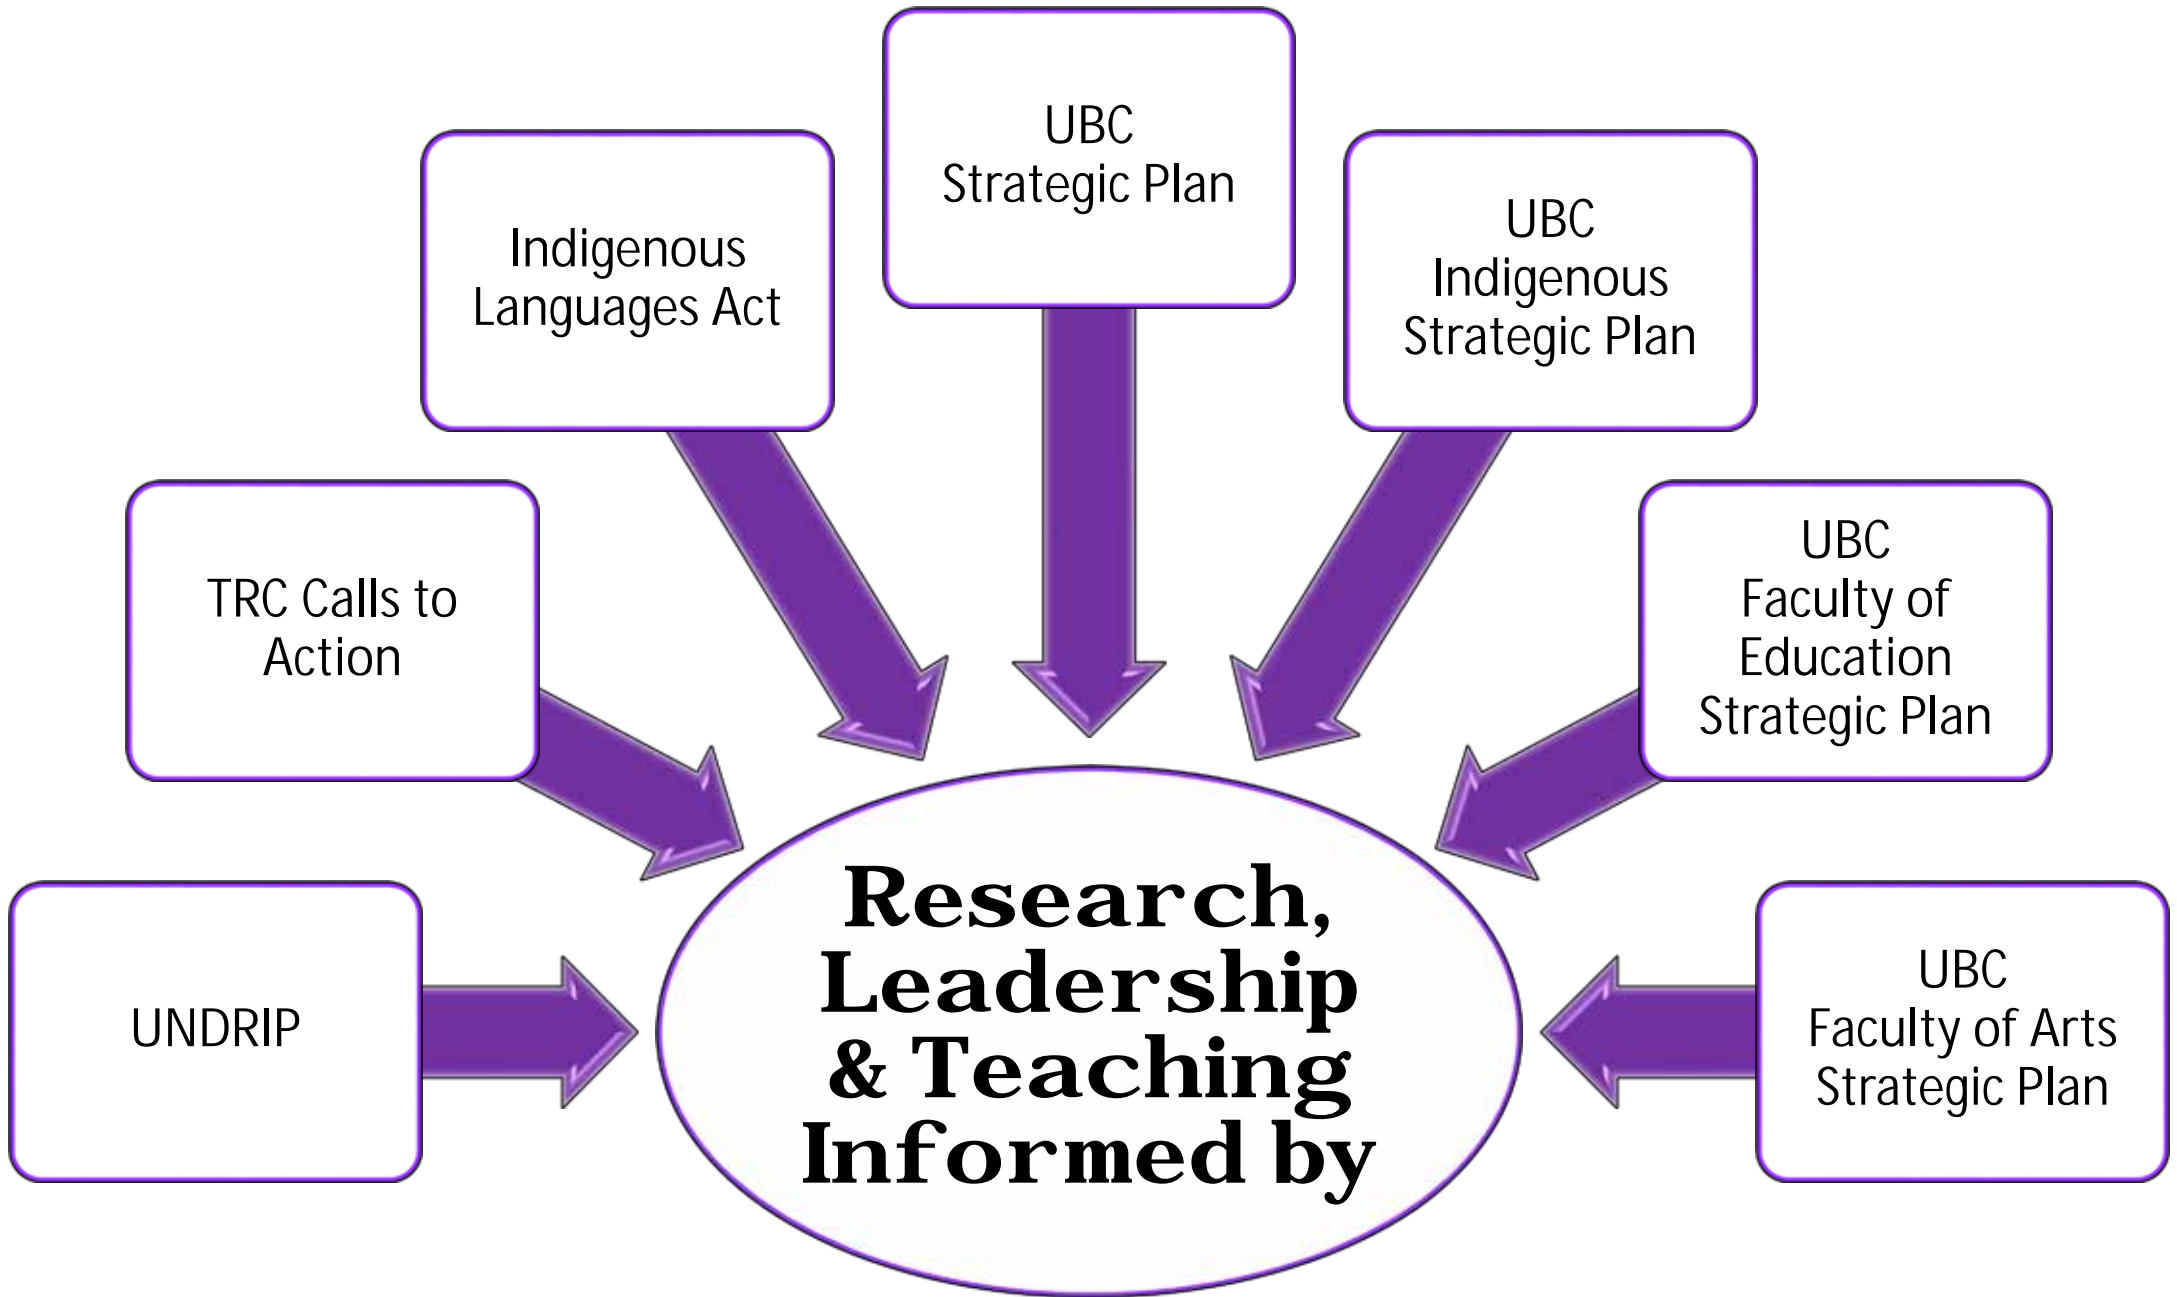 UBC
Strategic Plan
Indigenous
Languages Act
UBC
Indigenous
Strategic Plan
TRC Calls to
Action
UBC
Faculty of
Education
Strategic Plan
UNDRIP
Research,
Leadership
& Teaching
Informed by
UBC
Faculty of Arts
Strategic Plan